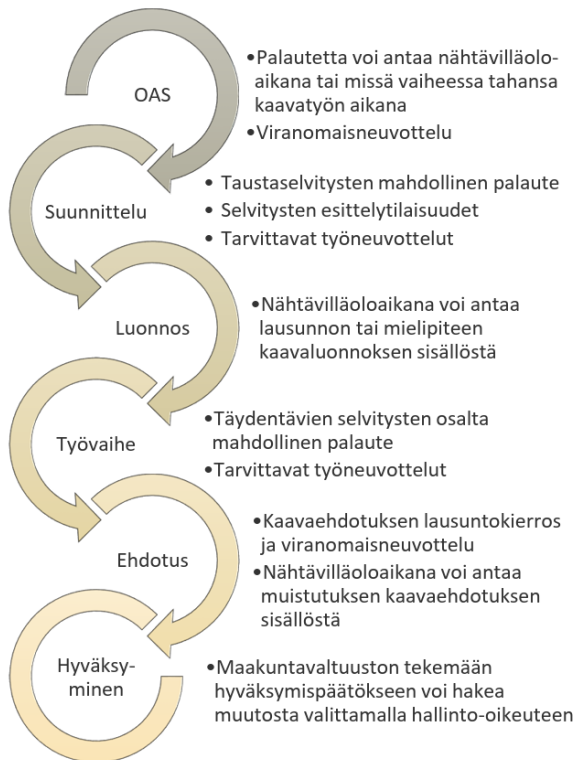 OAS
•Palautetta voi antaa nähtävilläolo-
aikana tai missä vaiheessa tahansa
kaavatyön aikana
•Viranomaisneuvottelu
Suunnittelu
• Taustaselvitysten mahdollinen palaute
• Selvitysten esittelytilaisuudet
• Tarvittavat työneuvottelut
Luonnos
•Nähtävilläoloaikana voi antaa
lausunnon tai mielipiteen
kaavaluonnoksen sisällöstä
Työvaihe
•Täydentävien selvitysten osalta
mahdollinen palaute
•Tarvittavat työneuvottelut
Ehdotus
•Kaavaehdotuksen lausuntokierros
ja viranomaisneuvottelu
•Nähtävilläoloaikana voi antaa
muistutuksen kaavaehdotuksen
sisällöstä
Hyväksy-
minen
•Maakuntavaltuuston tekemään
hyväksymispäätökseen voi hakea
muutosta valittamalla hallinto-oikeuteen